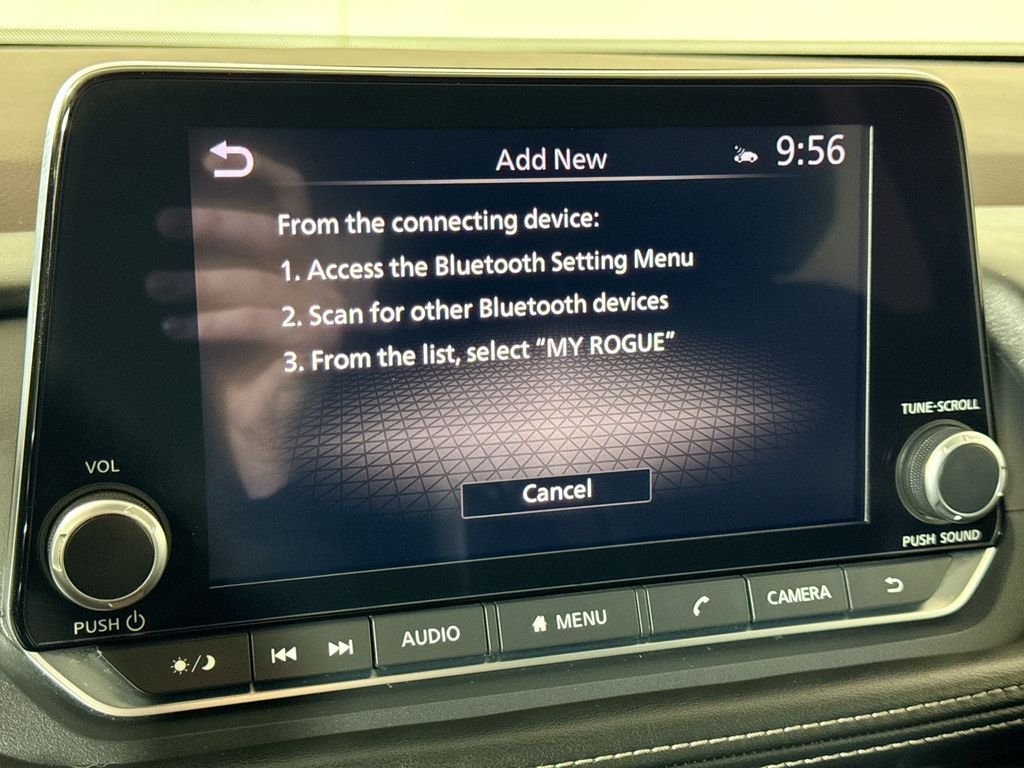 Add New
9:56
From the connecting device:
1. Access the Bluetooth Setting Menu
2. Scan for other Bluetooth devices
3. From the list, select “MY ROGUE”
Cancel
VOL
PUSH
TUNE·SCROLL
PUSH SOUND
AUDIO
MENU
CAMERA